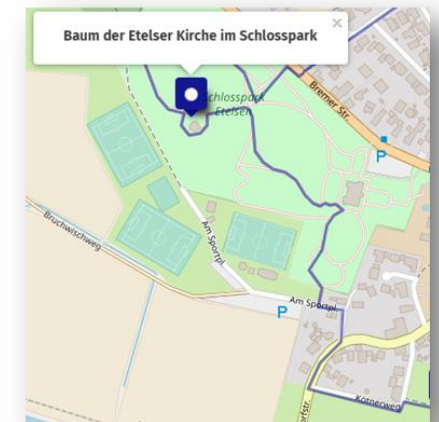 Baum der Etelser Kirche im Schlosspark
×
Schlosspark
Etelsen
Bremer Str.
P
Bruchwischweg
Am Sportpl.
Am Sportpl.
P
Kötnerweg